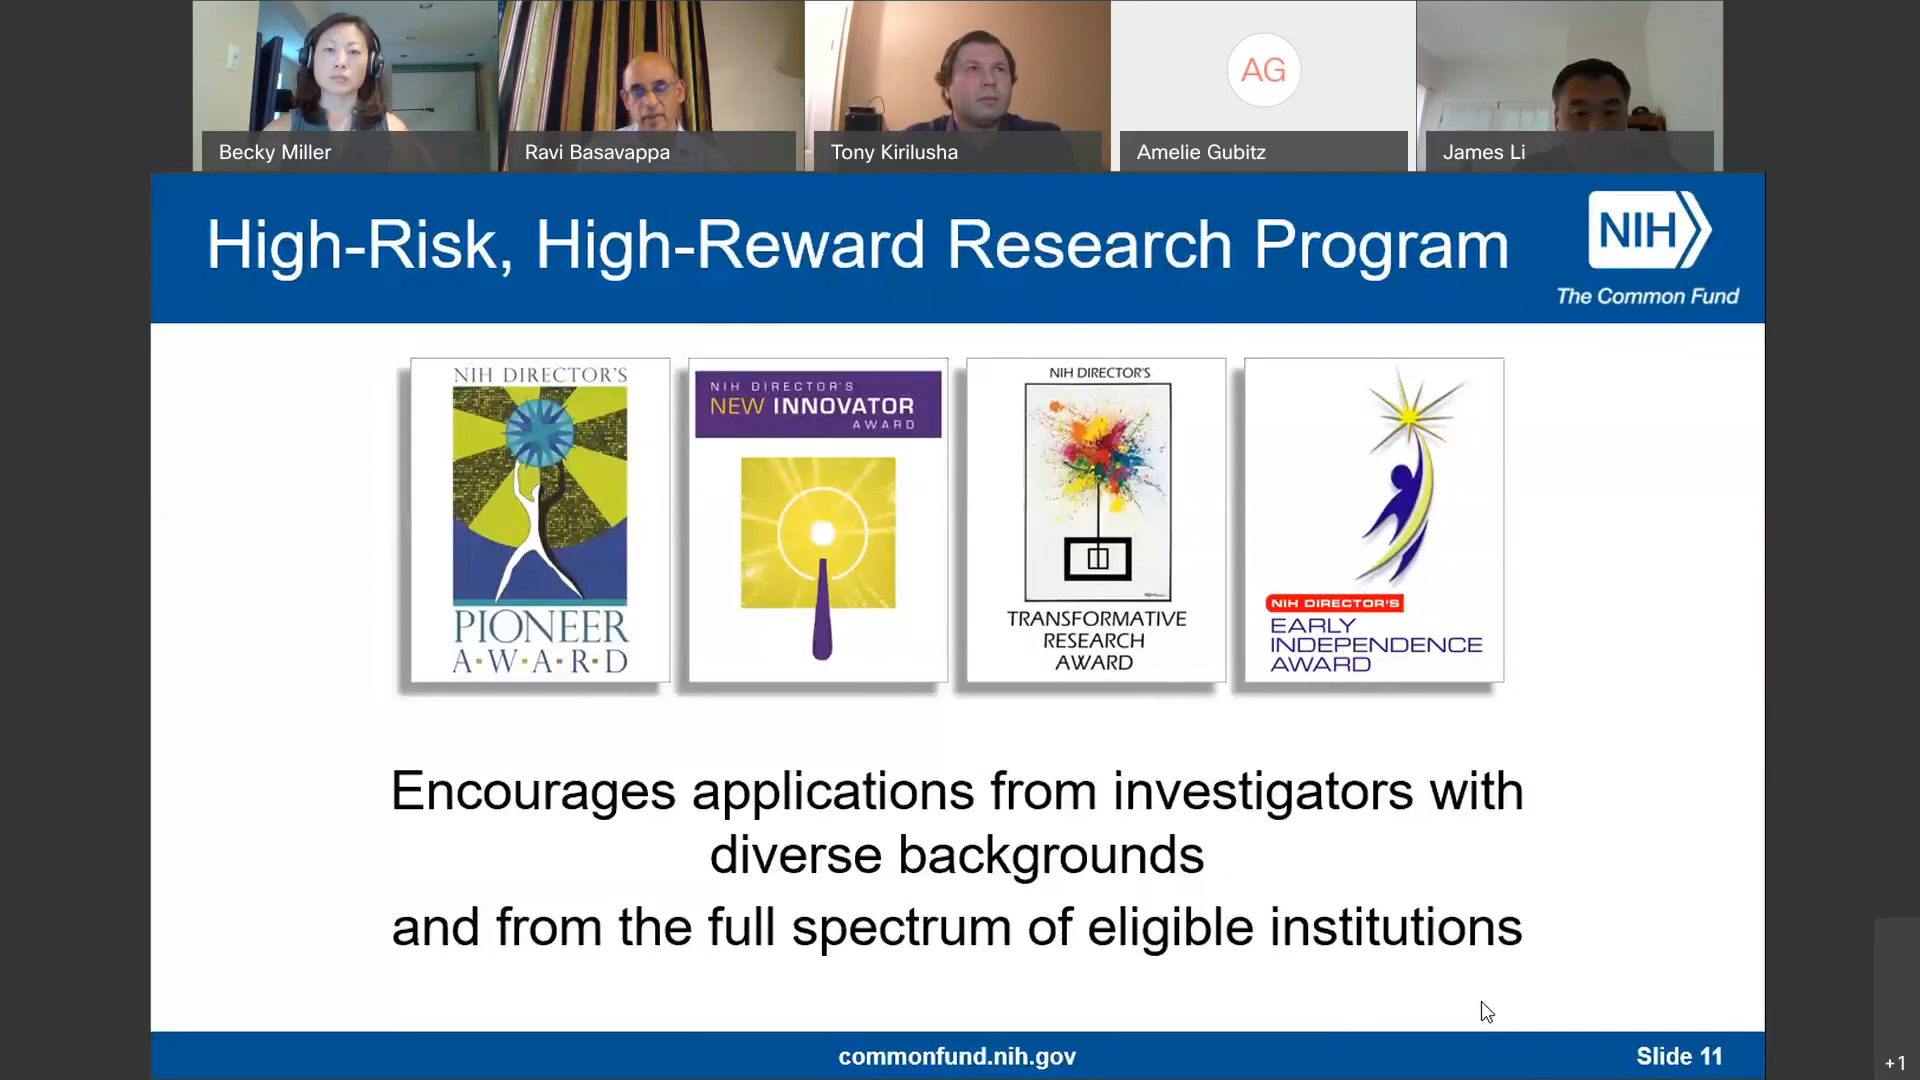 Becky Miller
Ravi Basavappa
Tony Kirilusha
AG
Amelie Gubitz
James Li
High-Risk, High-Reward Research Program
NIH
The Common Fund
NIH DIRECTOR'S
PIONEER
A·W·A·R·D
NIH DIRECTOR'S
NEW INNOVATOR
AWARD
NIH DIRECTOR'S
TRANSFORMATIVE
RESEARCH
AWARD
NIH DIRECTOR'S
EARLY
INDEPENDENCE
AWARD
Encourages applications from investigators with
diverse backgrounds
and from the full spectrum of eligible institutions
commonfund.nih.gov
Slide 11
+1